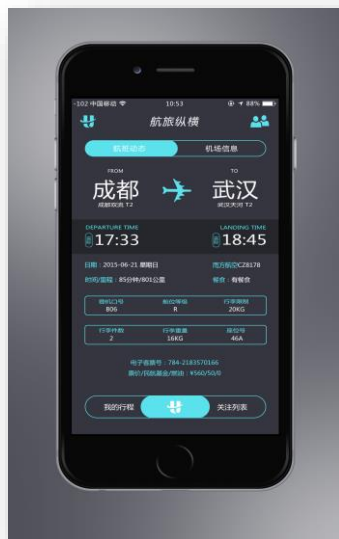 -102 中国移动 10:53 88%
航旅纵横
航班动态 机场信息
FROM TO
成都 武汉
成都双流 T2 武汉天河 T2
DEPARTURE TIME LANDING TIME
17:33 18:45
日期：2015-06-21 星期日 南方航空CZ8178
时间/里程：85分钟/801公里 餐食：有餐食
登机口号 舱位等级 行李限制
806 R 20KG
行李件数 行李重量 座位号
2 16KG 46A
电子客票号：784-2183570166
票价/民航基金/燃油：¥560/50/0
我的行程 关注列表